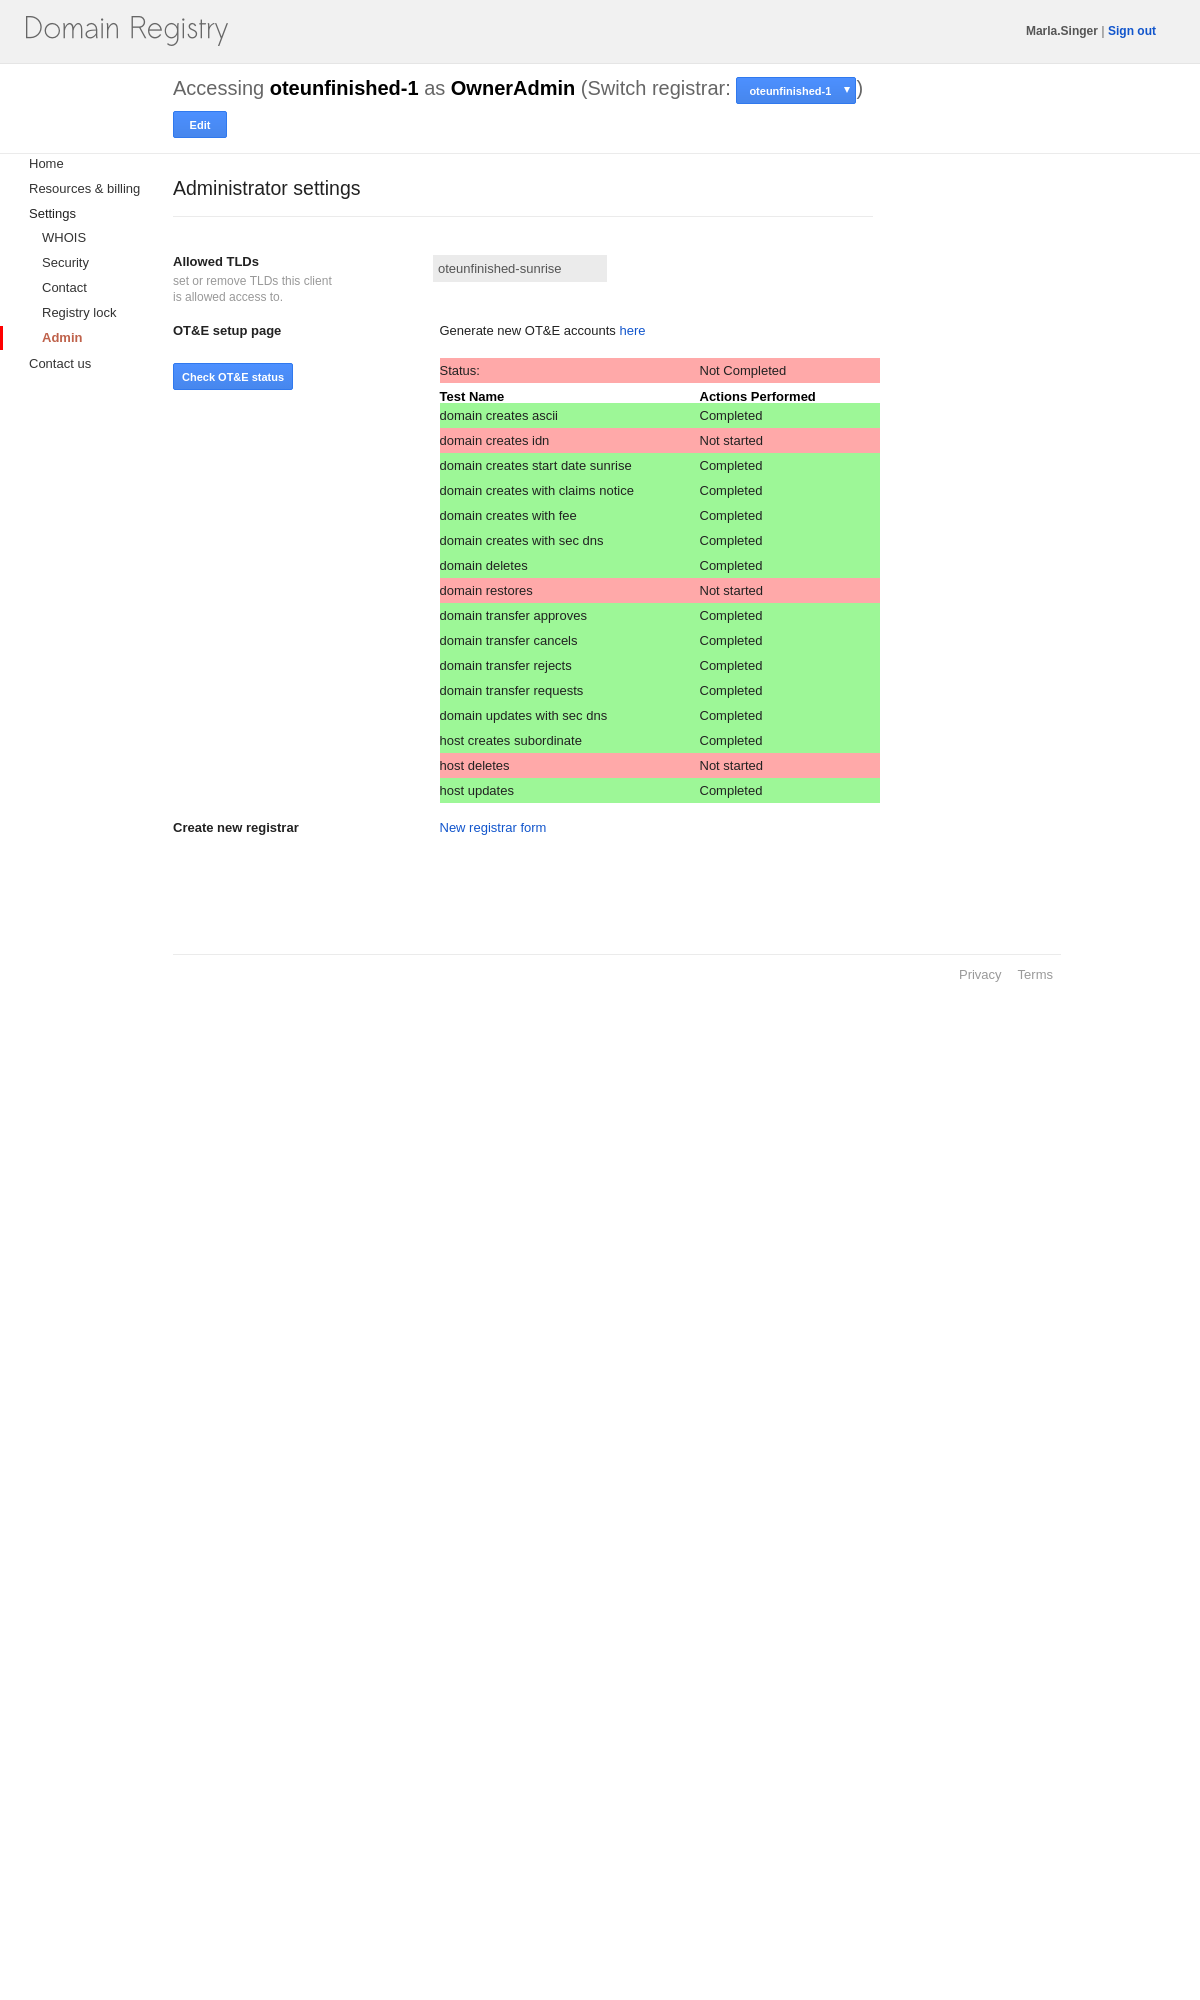 Domain Registry
Marla.Singer | Sign out
Accessing oteunfinished-1 as OwnerAdmin (Switch registrar: oteunfinished-1 ▾)
Edit
Home
Resources & billing
Settings
WHOIS
Security
Contact
Registry lock
Admin
Contact us
Administrator settings
Allowed TLDs
set or remove TLDs this client
is allowed access to.
oteunfinished-sunrise
OT&E setup page
Generate new OT&E accounts here
Check OT&E status
Status: Not Completed
Test Name Actions Performed
domain creates ascii Completed
domain creates idn Not started
domain creates start date sunrise Completed
domain creates with claims notice Completed
domain creates with fee Completed
domain creates with sec dns Completed
domain deletes Completed
domain restores Not started
domain transfer approves Completed
domain transfer cancels Completed
domain transfer rejects Completed
domain transfer requests Completed
domain updates with sec dns Completed
host creates subordinate Completed
host deletes Not started
host updates Completed
Create new registrar
New registrar form
Privacy Terms